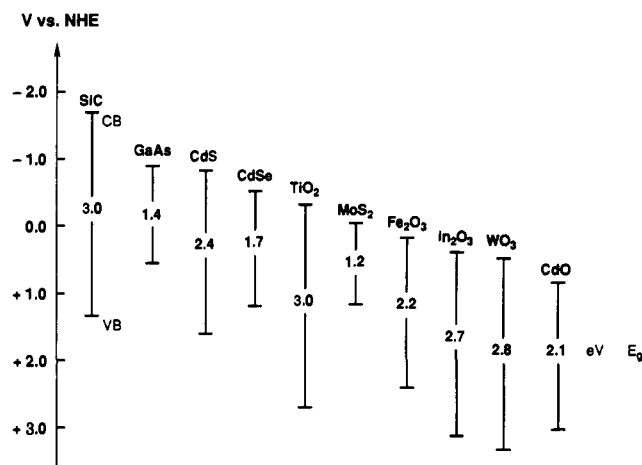 V vs. NHE
− 2.0
SiC
CB
− 1.0
GaAs
CdS
CdSe
TiO₂
MoS₂
Fe₂O₃
In₂O₃
WO₃
CdO
0.0
3.0
1.4
2.4
1.7
3.0
1.2
2.2
2.7
2.8
2.1
eV
Eg
+ 1.0
VB
+ 2.0
+ 3.0